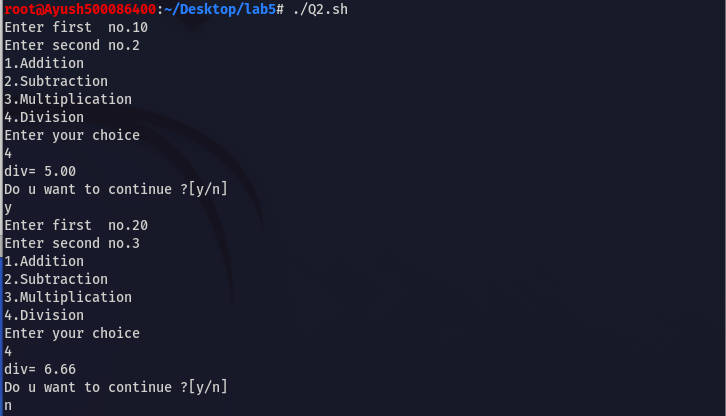 root@Ayush500086400:~/Desktop/lab5# ./Q2.sh
Enter first  no.10
Enter second no.2
1.Addition
2.Subtraction
3.Multiplication
4.Division
Enter your choice
4
div= 5.00
Do u want to continue ?[y/n]
y
Enter first  no.20
Enter second no.3
1.Addition
2.Subtraction
3.Multiplication
4.Division
Enter your choice
4
div= 6.66
Do u want to continue ?[y/n]
n